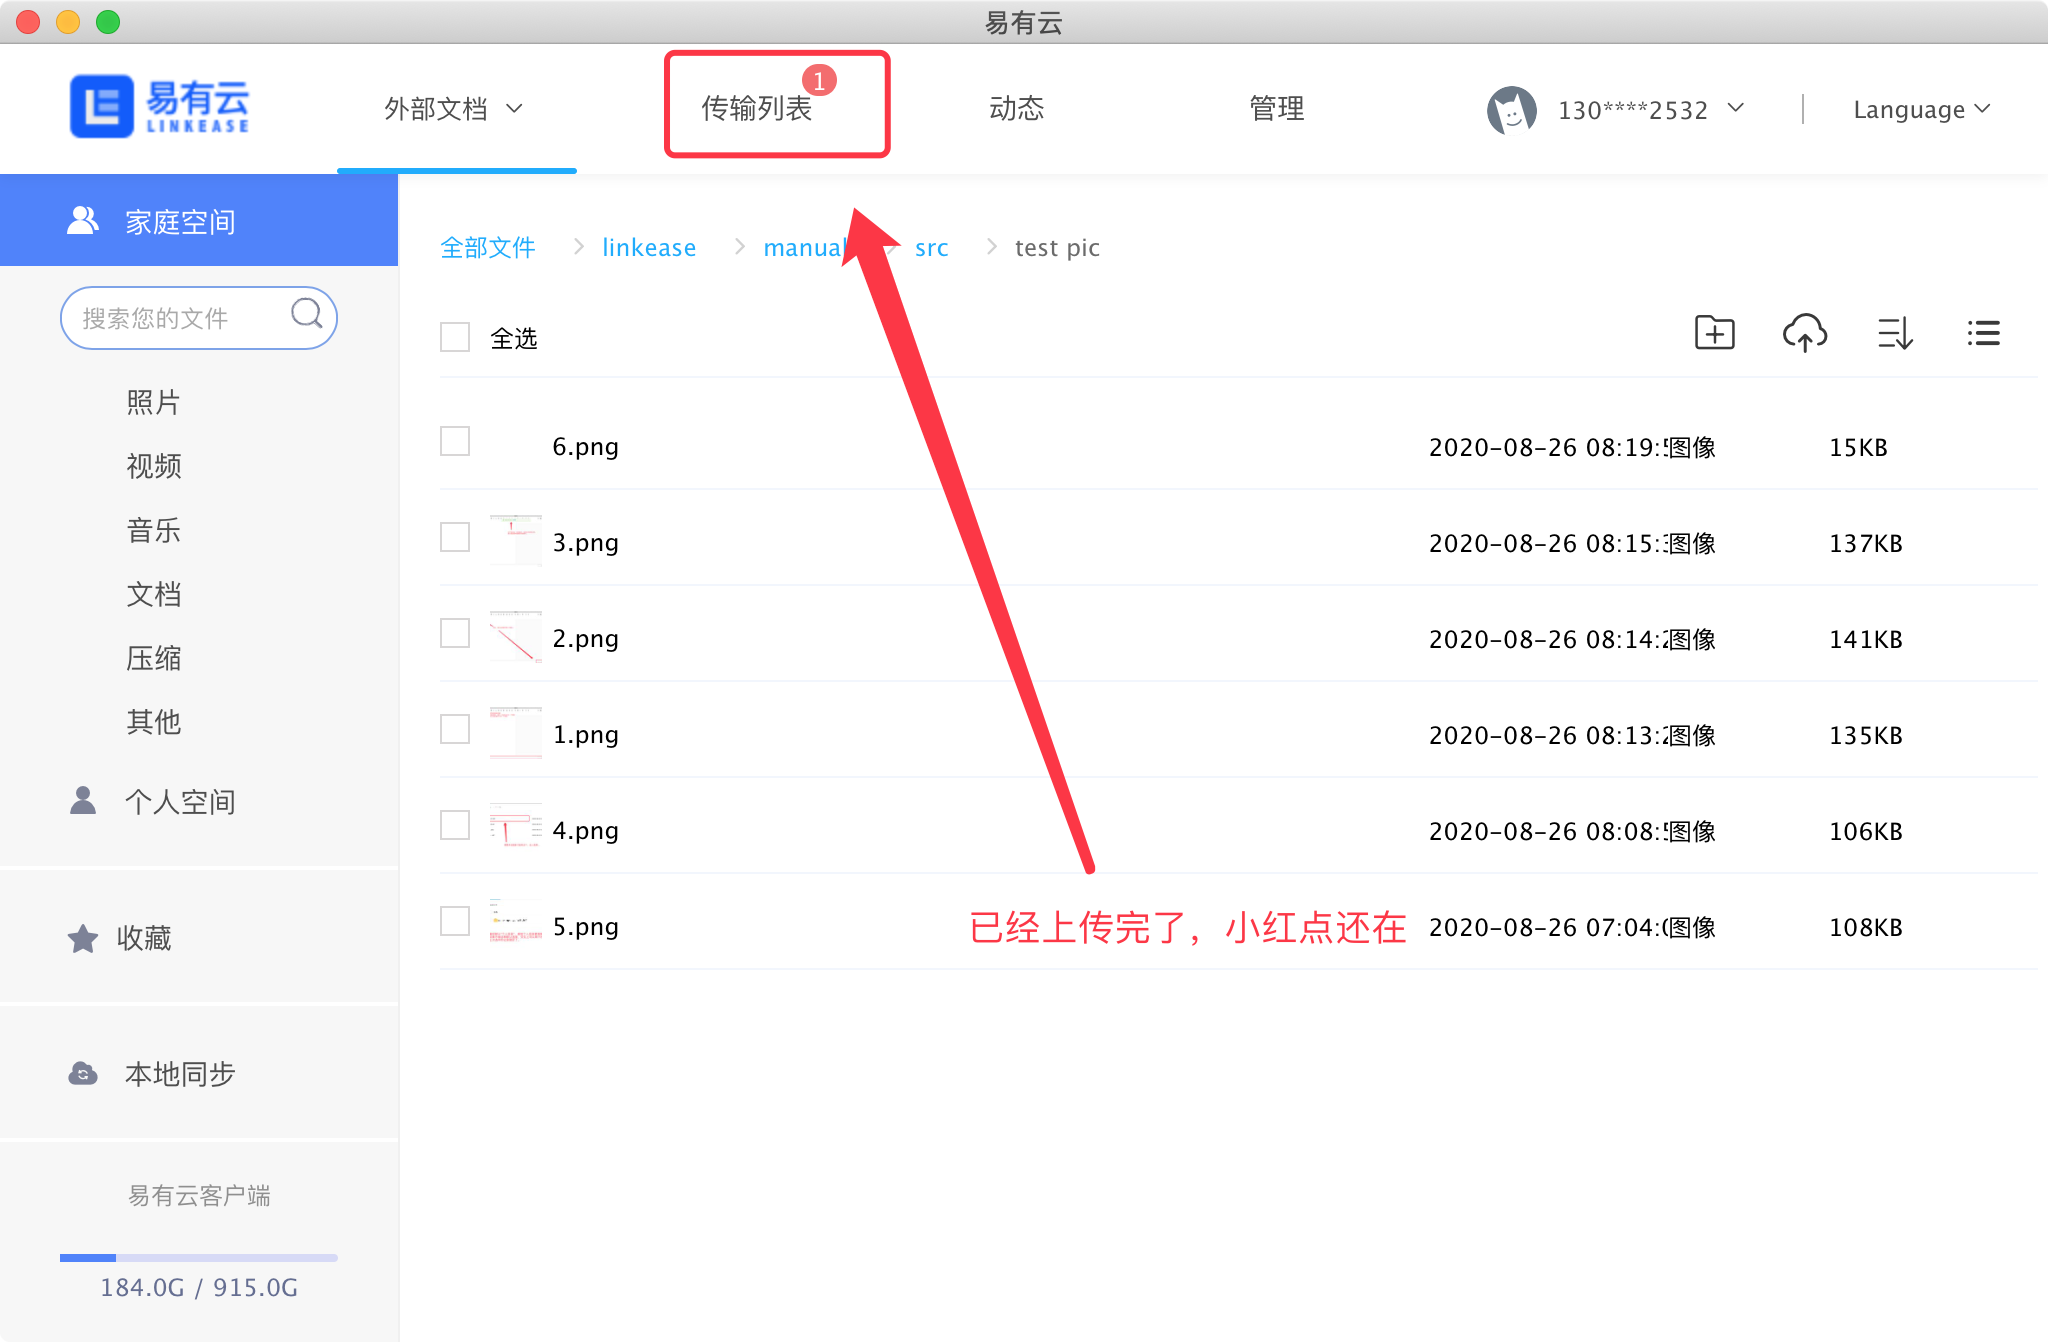 易有云
易有云
LINKEASE
外部文档
传输列表
1
动态
管理
130****2532
Language
家庭空间
搜索您的文件
照片
视频
音乐
文档
压缩
其他
个人空间
收藏
本地同步
易有云客户端
184.0G / 915.0G
全部文件 linkease manual src test pic
全选
6.png 2020-08-26 08:19: 图像 15KB
3.png 2020-08-26 08:15: 图像 137KB
2.png 2020-08-26 08:14: 图像 141KB
1.png 2020-08-26 08:13: 图像 135KB
4.png 2020-08-26 08:08: 图像 106KB
5.png 2020-08-26 07:04: 图像 108KB
已经上传完了，小红点还在